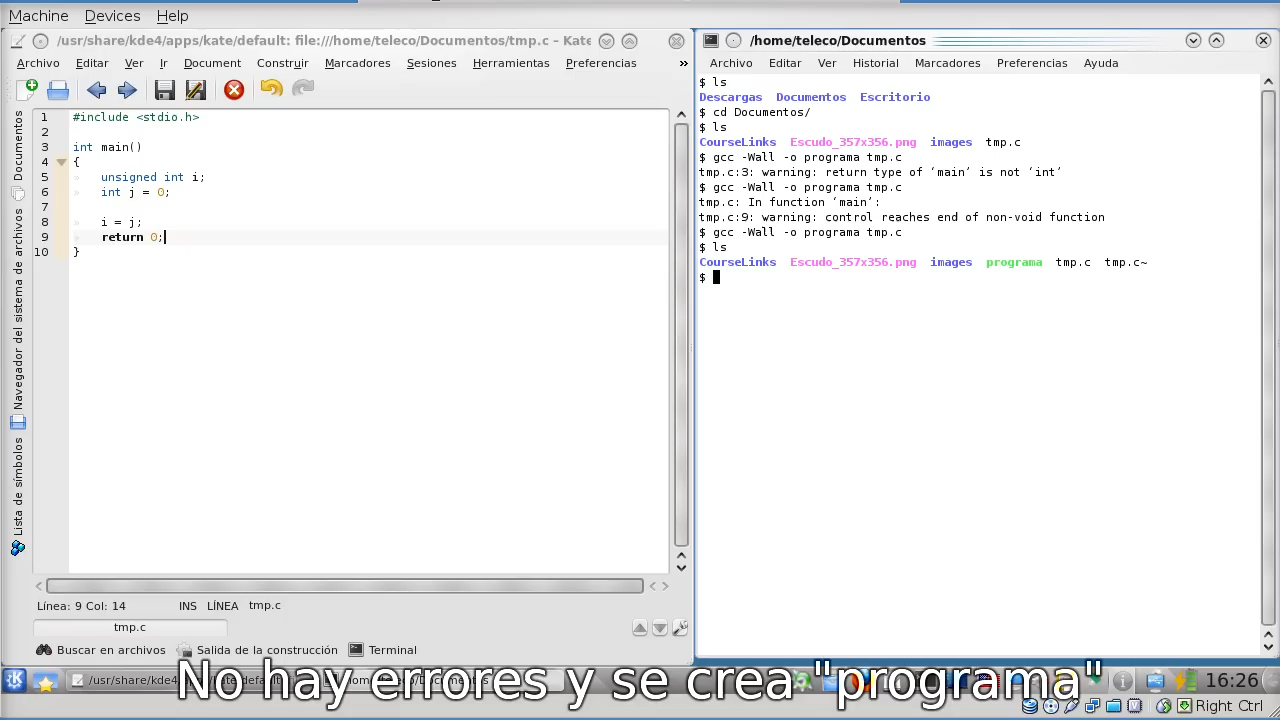 Machine Devices Help
/usr/share/kde4/apps/kate/default: file:///home/teleco/Documentos/tmp.c – Kate
Archivo Editar Ver Ir Document Construir Marcadores Sesiones Herramientas Preferencias »
Documentos
Navegador del sistema de archivos
Lista de símbolos
1 #include <stdio.h>
2
3 int main()
4 {
5 unsigned int i;
6 int j = 0;
7
8 i = j;
9 return 0;
10 }
Línea: 9 Col: 14 INS LÍNEA tmp.c
tmp.c
Buscar en archivos Salida de la construcción Terminal
/home/teleco/Documentos
Archivo Editar Ver Historial Marcadores Preferencias Ayuda
$ ls
Descargas Documentos Escritorio
$ cd Documentos/
$ ls
CourseLinks Escudo_357x356.png images tmp.c
$ gcc -Wall -o programa tmp.c
tmp.c:3: warning: return type of ‘main’ is not ‘int’
$ gcc -Wall -o programa tmp.c
tmp.c: In function ‘main’:
tmp.c:9: warning: control reaches end of non-void function
$ gcc -Wall -o programa tmp.c
$ ls
CourseLinks Escudo_357x356.png images programa tmp.c tmp.c~
$
No hay errores y se crea "programa"
16:26
Right Ctrl